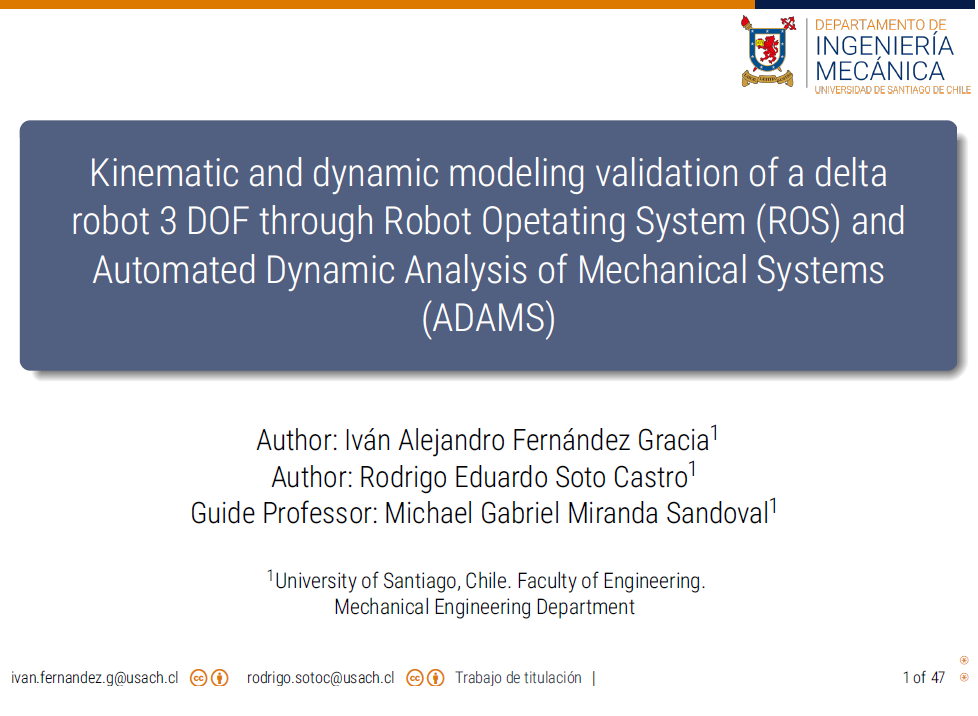 DEPARTAMENTO DE
INGENIERÍA
MECÁNICA
UNIVERSIDAD DE SANTIAGO DE CHILE
Kinematic and dynamic modeling validation of a delta
robot 3 DOF through Robot Opetating System (ROS) and
Automated Dynamic Analysis of Mechanical Systems
(ADAMS)
Author: Iván Alejandro Fernández Gracia1
Author: Rodrigo Eduardo Soto Castro1
Guide Professor: Michael Gabriel Miranda Sandoval1
1University of Santiago, Chile. Faculty of Engineering.
Mechanical Engineering Department
ivan.fernandez.g@usach.cl cc rodrigo.sotoc@usach.cl cc Trabajo de titulación | 1 of 47